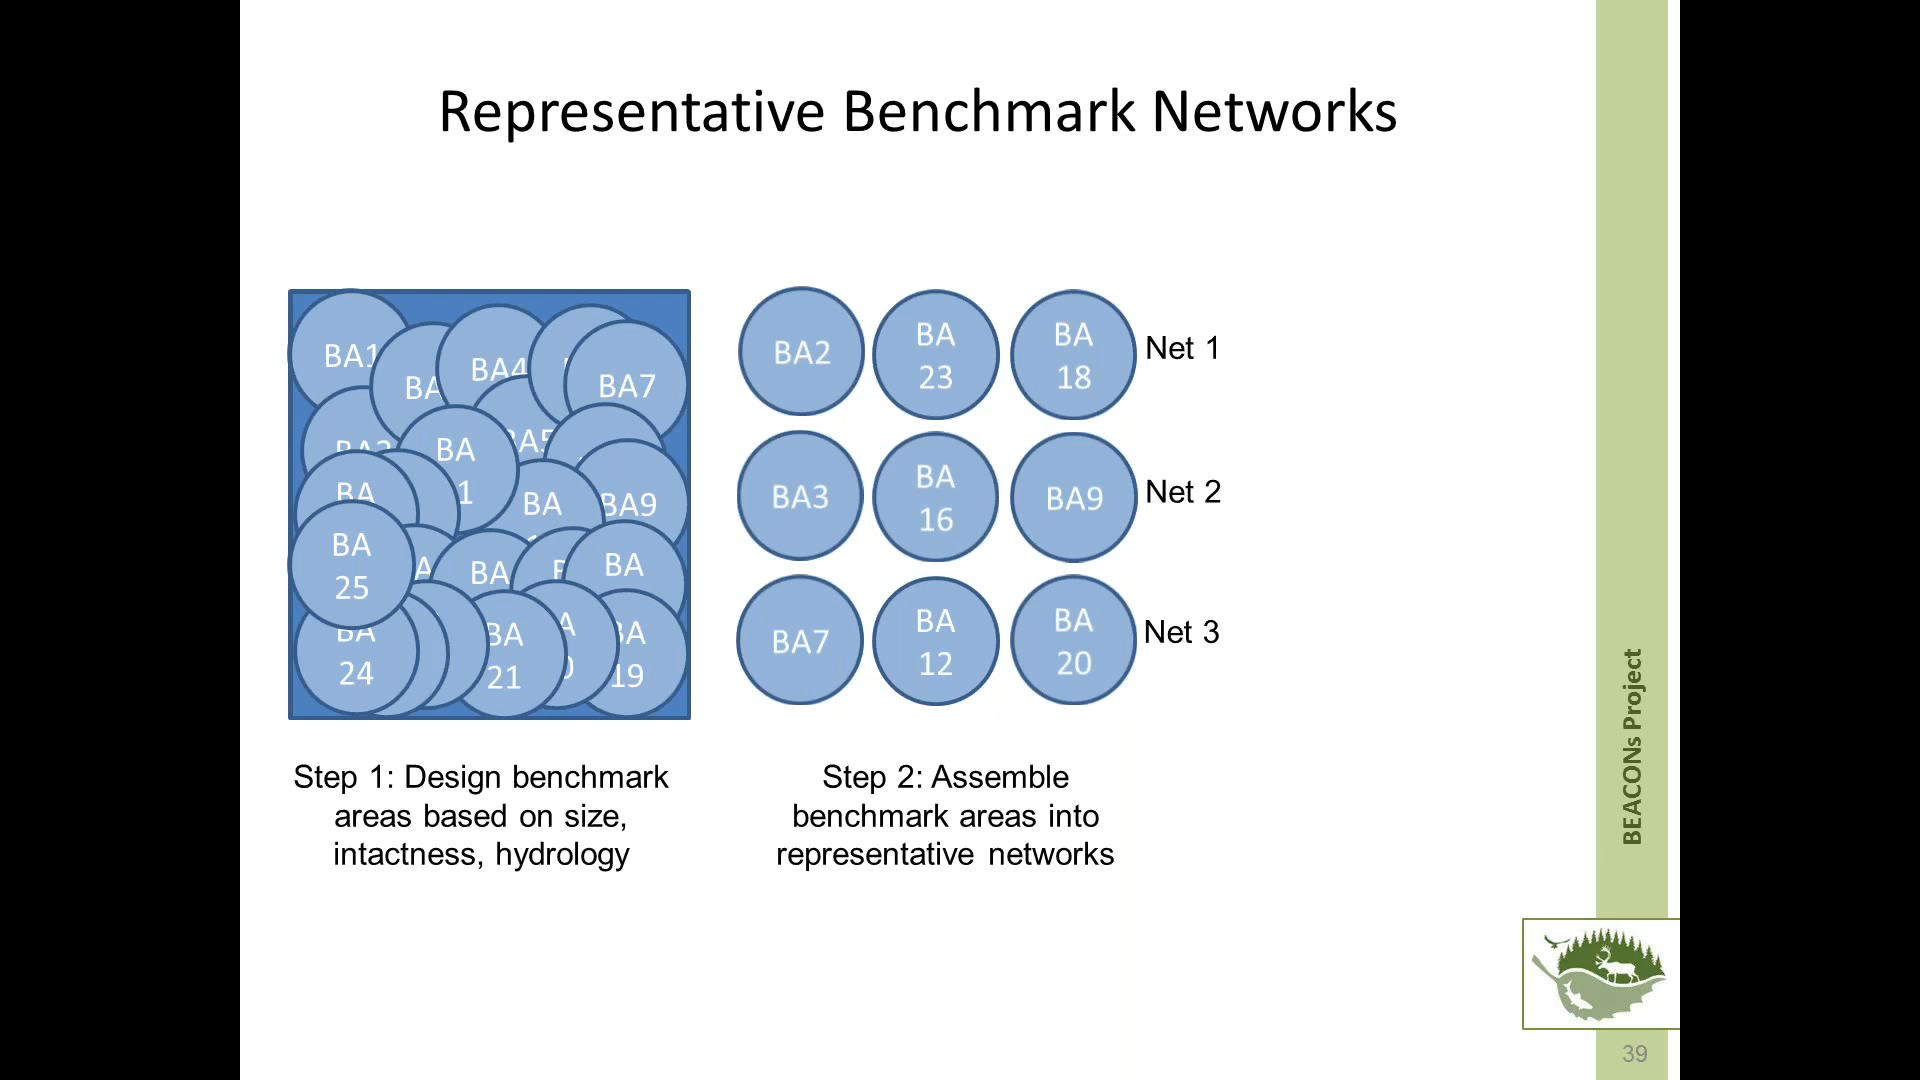 Representative Benchmark Networks
BA1
BA4
BA7
BA
BA
BA9
BA
BA
25
BA
BA
BA
24
BA
21
19
BA2
BA
23
BA
18
Net 1
BA3
BA
16
BA9
Net 2
BA7
BA
12
BA
20
Net 3
Step 1: Design benchmark
areas based on size,
intactness, hydrology
Step 2: Assemble
benchmark areas into
representative networks
BEACONs Project
39